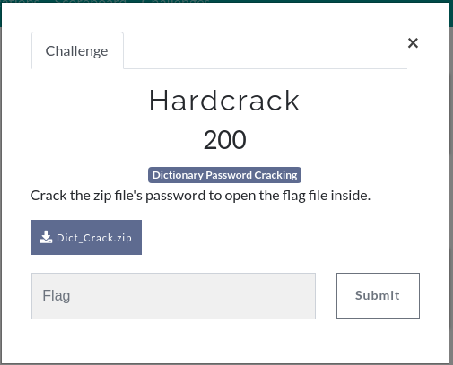 Challenge
×
Hardcrack
200
Dictionary Password Cracking
Crack the zip file's password to open the flag file inside.
Dict_Crack.zip
Flag
Submit